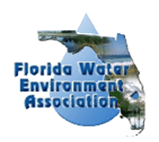 Florida Water
Environment
Association